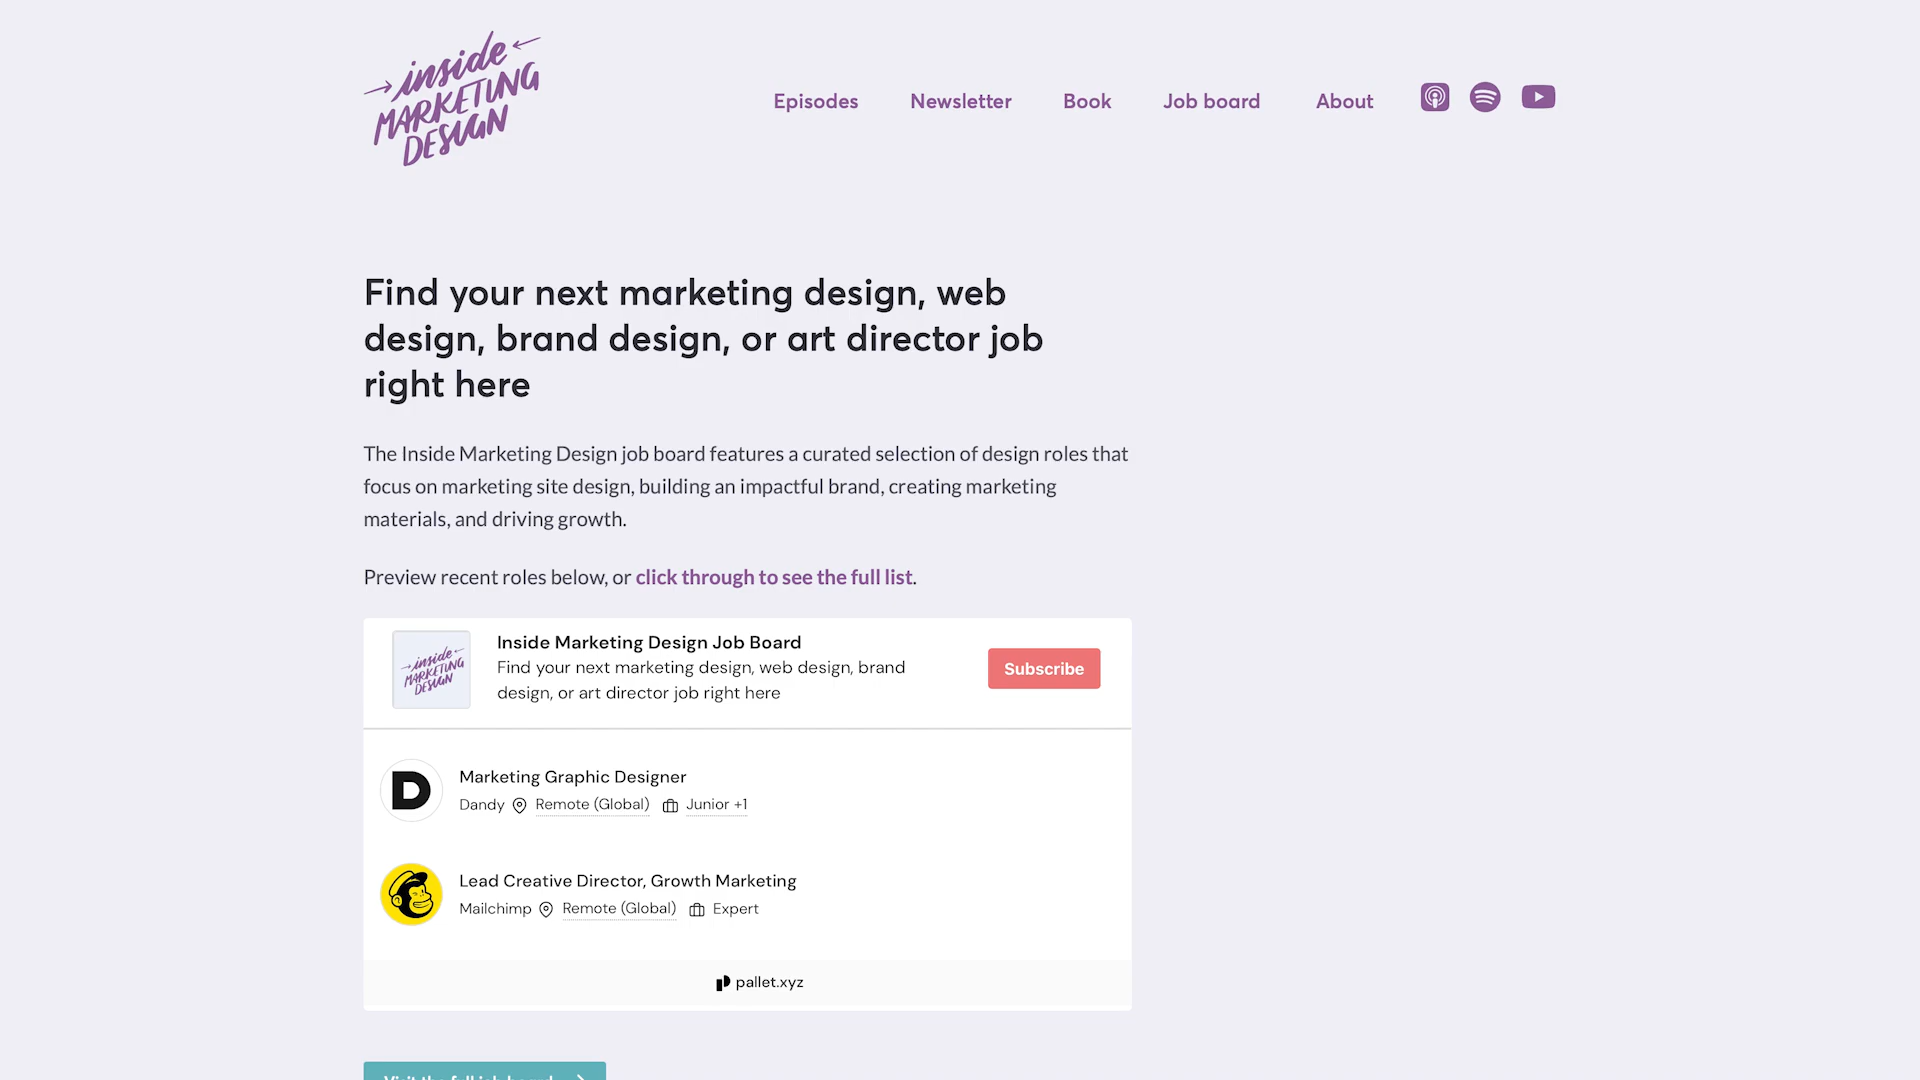 inside
MARKETING
DESIGN
Episodes Newsletter Book Job board About
Find your next marketing design, web
design, brand design, or art director job
right here
The Inside Marketing Design job board features a curated selection of design roles that
focus on marketing site design, building an impactful brand, creating marketing
materials, and driving growth.
Preview recent roles below, or click through to see the full list.
inside
MARKETING
DESIGN
Inside Marketing Design Job Board
Find your next marketing design, web design, brand
design, or art director job right here
Subscribe
D
Marketing Graphic Designer
Dandy Remote (Global) Junior +1
Lead Creative Director, Growth Marketing
Mailchimp Remote (Global) Expert
pallet.xyz
Visit the full job board